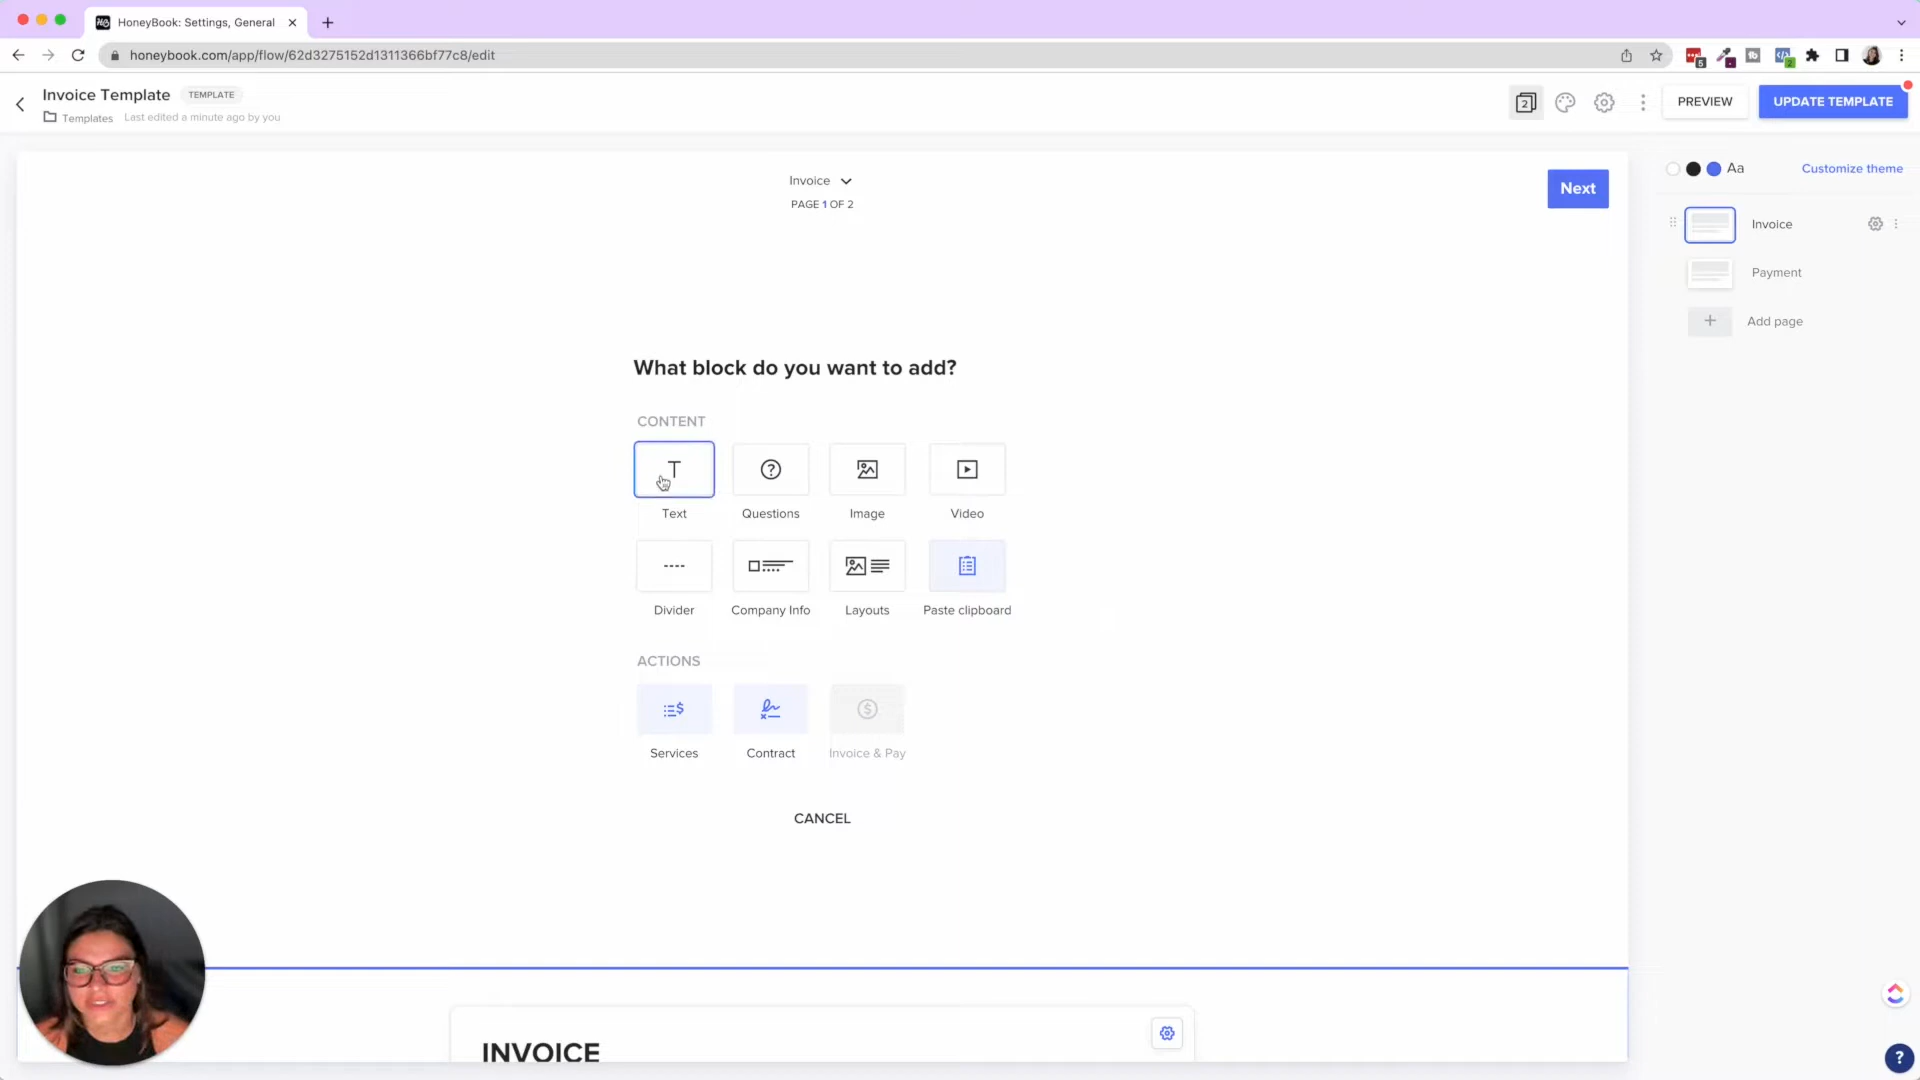 HoneyBook: Settings, General
honeybook.com/app/flow/62d3275152d1311366bf77c8/edit
5
2
Invoice Template TEMPLATE
Templates Last edited a minute ago by you
2
PREVIEW
UPDATE TEMPLATE
Invoice
PAGE 1 OF 2
Next
Aa
Customize theme
Invoice
Payment
+ Add page
What block do you want to add?
CONTENT
T
Text
Questions
Image
Video
Divider
Company Info
Layouts
Paste clipboard
ACTIONS
Services
Contract
Invoice & Pay
CANCEL
INVOICE
?